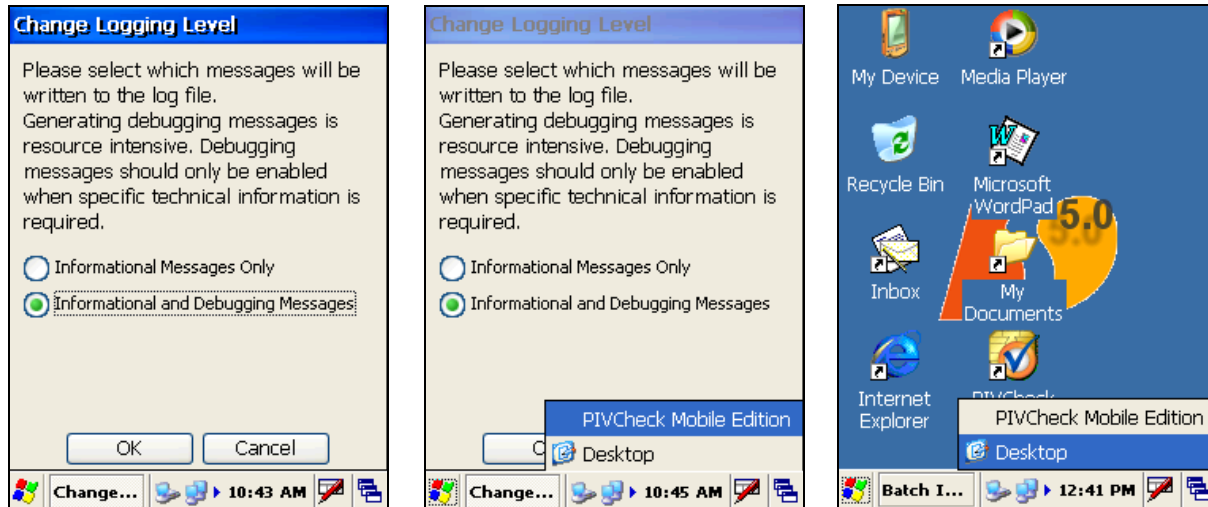 Change Logging Level
Please select which messages will be
written to the log file.
Generating debugging messages is
resource intensive. Debugging
messages should only be enabled
when specific technical information is
required.
Informational Messages Only
Informational and Debugging Messages
OK
Cancel
Change...
10:43 AM
Change Logging Level
Please select which messages will be
written to the log file.
Generating debugging messages is
resource intensive. Debugging
messages should only be enabled
when specific technical information is
required.
Informational Messages Only
Informational and Debugging Messages
PIVCheck Mobile Edition
Desktop
Change...
10:45 AM
My Device
Media Player
Recycle Bin
Microsoft
WordPad
5.0
Inbox
My
Documents
Internet
Explorer
PIVCheck
PIVCheck Mobile Edition
Desktop
Batch I...
12:41 PM